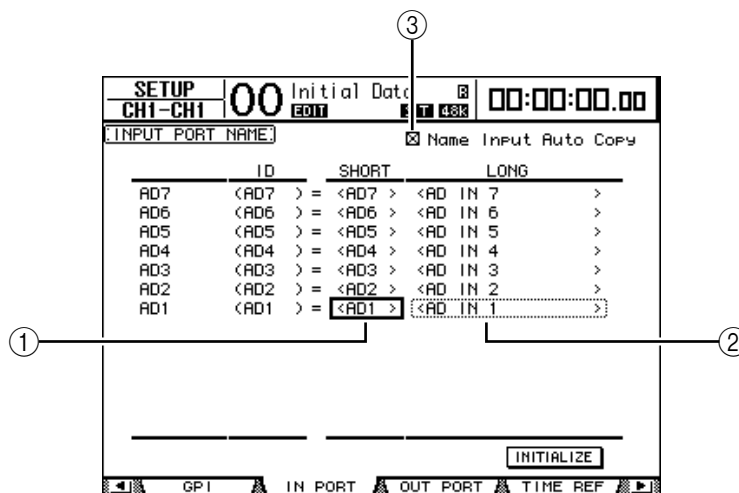 ③
SETUP
CH1-CH1
00
Initial Data
EDIT
48k
00:00:00.00
INPUT PORT NAME
☒ Name Input Auto Copy
ID SHORT LONG
AD7 (AD7 ) = <AD7 > <AD IN 7 >
AD6 (AD6 ) = <AD6 > <AD IN 6 >
AD5 (AD5 ) = <AD5 > <AD IN 5 >
AD4 (AD4 ) = <AD4 > <AD IN 4 >
AD3 (AD3 ) = <AD3 > <AD IN 3 >
AD2 (AD2 ) = <AD2 > <AD IN 2 >
AD1 (AD1 ) = <AD1 > <AD IN 1 >
① ②
INITIALIZE
GPI IN PORT OUT PORT TIME REF